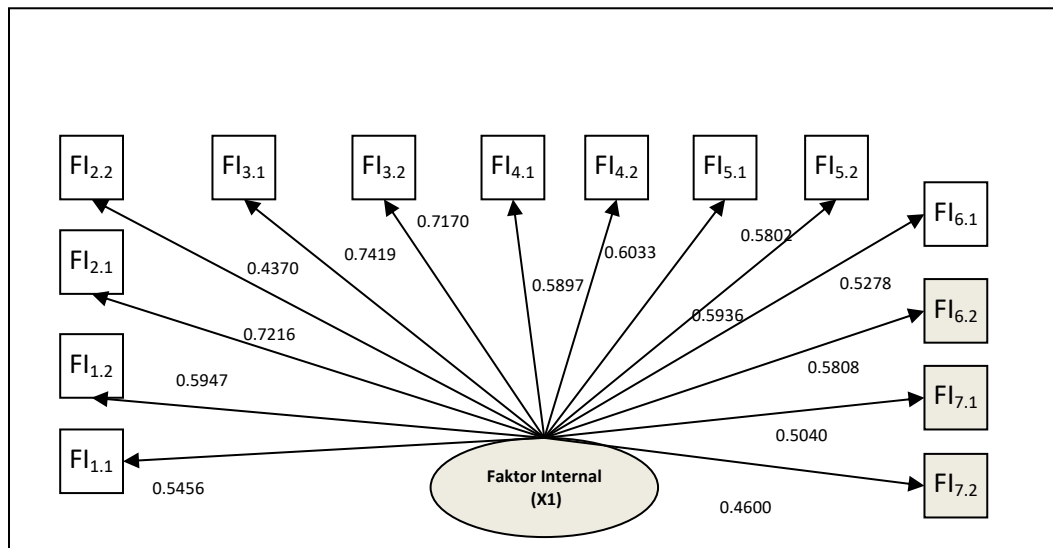 FI2.2
FI3.1
FI3.2
FI4.1
FI4.2
FI5.1
FI5.2
FI6.1
0.7170
0.5802
0.6033
FI2.1
0.4370
0.7419
0.5897
0.5278
FI6.2
0.5936
0.7216
FI1.2
0.5947
0.5808
FI7.1
0.5040
FI1.1
0.5456
Faktor Internal
(X1)
0.4600
FI7.2